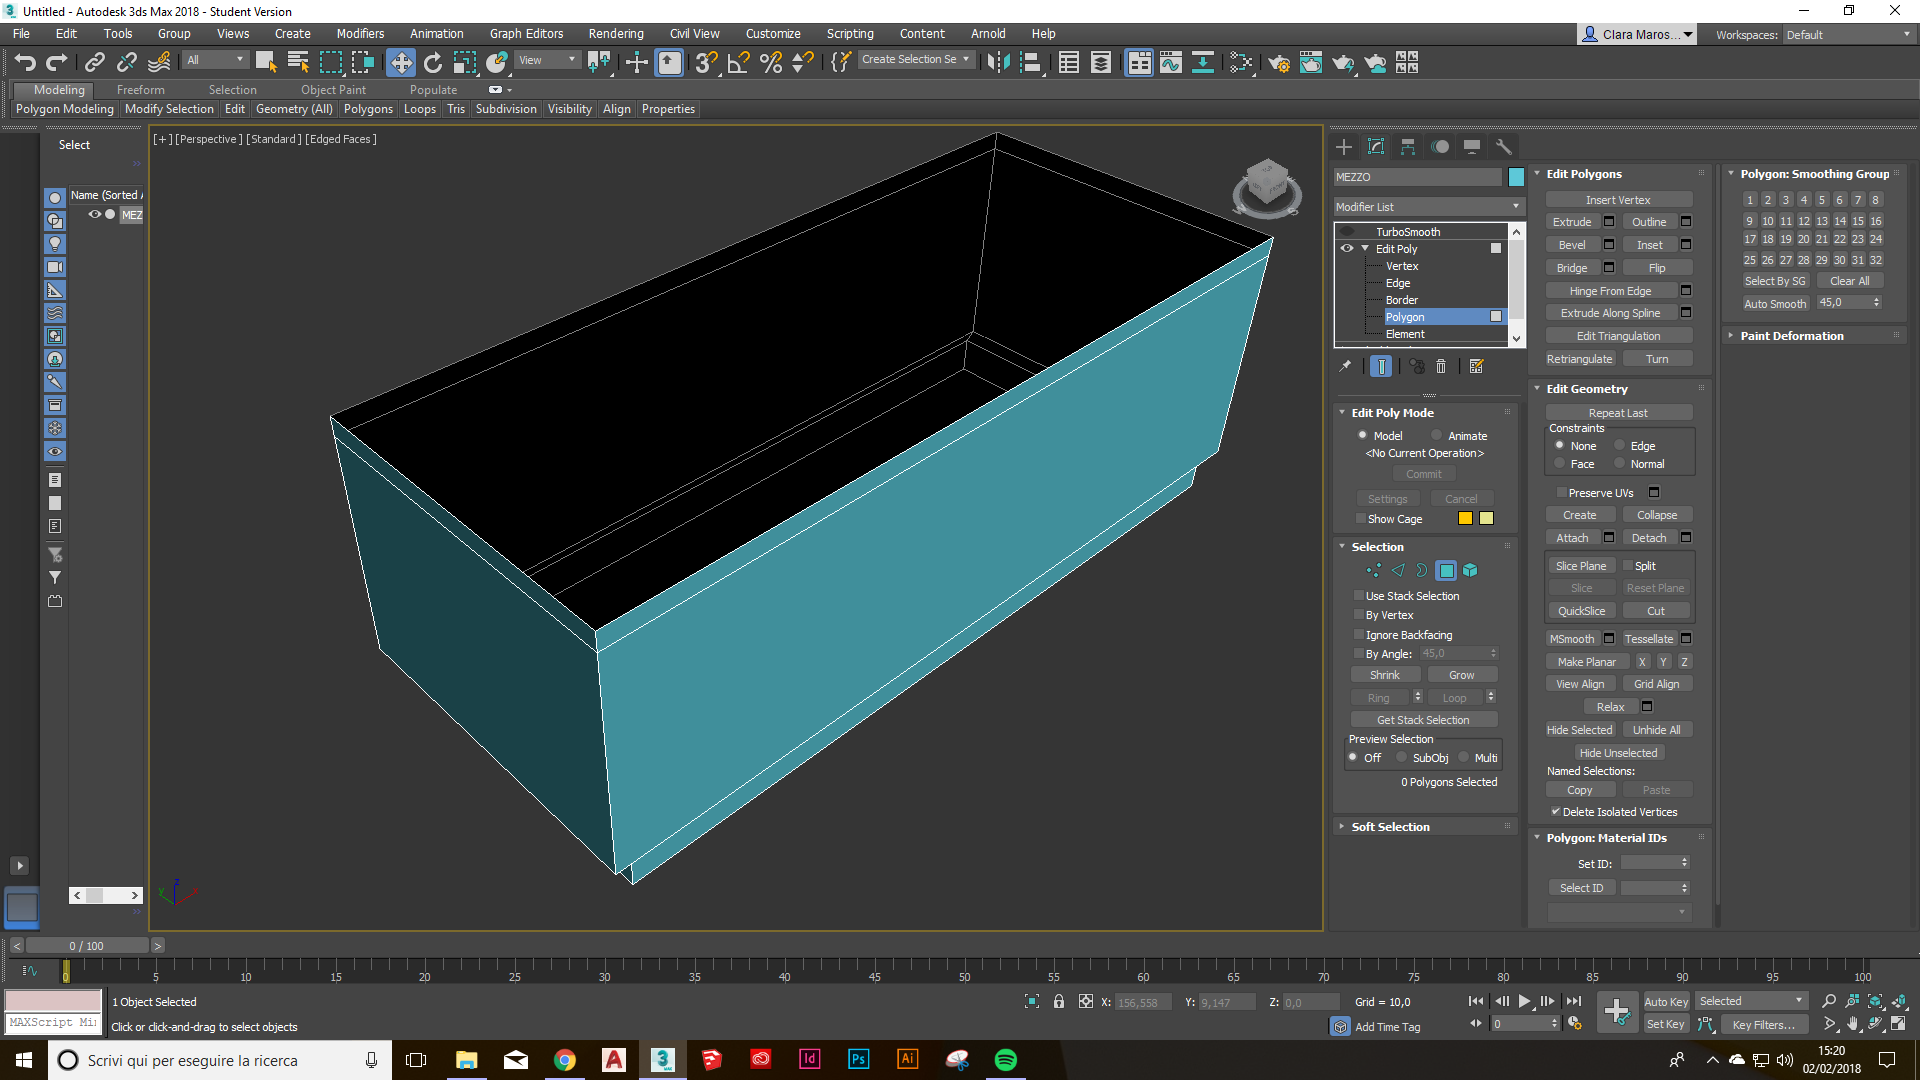 Untitled - Autodesk 3ds Max 2018 - Student Version
File Edit Tools Group Views Create Modifiers Animation Graph Editors Rendering Civil View Customize Scripting Content Arnold Help
Clara Maros... Workspaces: Default
All View Create Selection Se
Modeling Freeform Selection Object Paint Populate
Polygon Modeling Modify Selection Edit Geometry (All) Polygons Loops Tris Subdivision Visibility Align Properties
Select
Name (Sorted A
MEZ
[+] [Perspective] [Standard] [Edged Faces]
MEZZO
Modifier List
TurboSmooth
Edit Poly
Vertex
Edge
Border
Polygon
Element
Edit Poly Mode
Model Animate
<No Current Operation>
Commit
Settings Cancel
Show Cage
Selection
Use Stack Selection
By Vertex
Ignore Backfacing
By Angle: 45,0
Shrink Grow
Ring Loop
Get Stack Selection
Preview Selection
Off SubObj Multi
0 Polygons Selected
Soft Selection
Edit Polygons
Insert Vertex
Extrude Outline
Bevel Inset
Bridge Flip
Hinge From Edge
Extrude Along Spline
Edit Triangulation
Retriangulate Turn
Edit Geometry
Repeat Last
Constraints
None Edge
Face Normal
Preserve UVs
Create Collapse
Attach Detach
Slice Plane Split
Slice Reset Plane
QuickSlice Cut
MSmooth Tessellate
Make Planar X Y Z
View Align Grid Align
Relax
Hide Selected Unhide All
Hide Unselected
Named Selections:
Copy Paste
Delete Isolated Vertices
Polygon: Material IDs
Set ID:
Select ID
Polygon: Smoothing Group
1 2 3 4 5 6 7 8
9 10 11 12 13 14 15 16
17 18 19 20 21 22 23 24
25 26 27 28 29 30 31 32
Select By SG Clear All
Auto Smooth 45,0
Paint Deformation
0 / 100
0 5 10 15 20 25 30 35 40 45 50 55 60 65 70 75 80 85 90 95 100
1 Object Selected
X: 156,558 Y: 9,147 Z: 0,0 Grid = 10,0
Auto Key Selected
MAXScript Mi
Click or click-and-drag to select objects
Add Time Tag
0
Set Key Key Filters...
Scrivi qui per eseguire la ricerca
15:20
02/02/2018